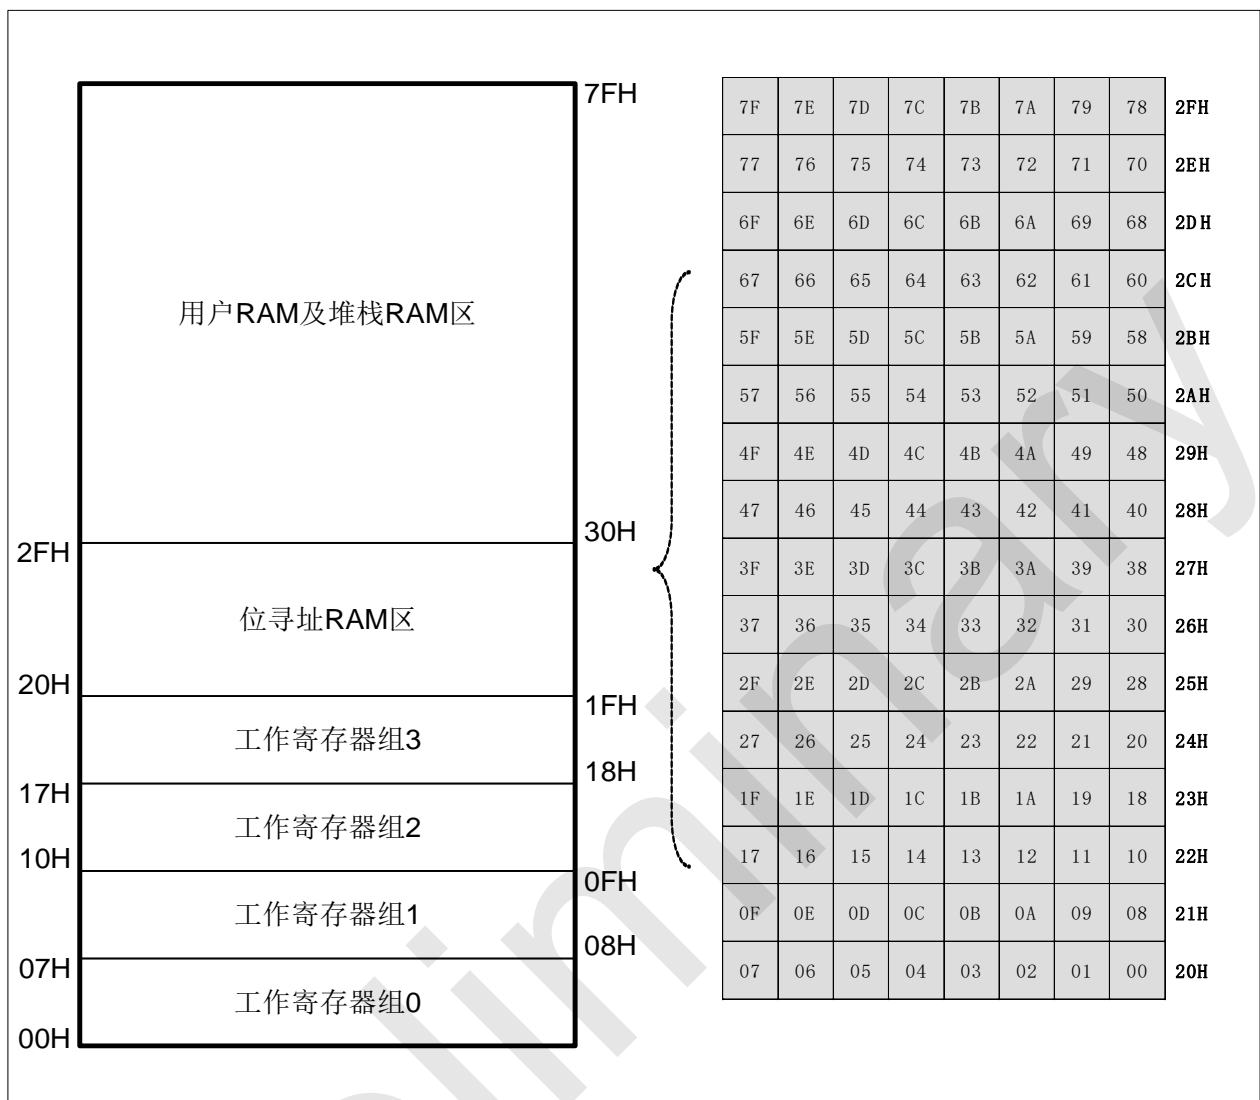 7FH
用户RAM及堆栈RAM区
30H
2FH
位寻址RAM区
20H
1FH
工作寄存器组3
18H
17H
工作寄存器组2
10H
0FH
工作寄存器组1
08H
07H
工作寄存器组0
00H
7F 7E 7D 7C 7B 7A 79 78 2FH
77 76 75 74 73 72 71 70 2EH
6F 6E 6D 6C 6B 6A 69 68 2DH
67 66 65 64 63 62 61 60 2CH
5F 5E 5D 5C 5B 5A 59 58 2BH
57 56 55 54 53 52 51 50 2AH
4F 4E 4D 4C 4B 4A 49 48 29H
47 46 45 44 43 42 41 40 28H
3F 3E 3D 3C 3B 3A 39 38 27H
37 36 35 34 33 32 31 30 26H
2F 2E 2D 2C 2B 2A 29 28 25H
27 26 25 24 23 22 21 20 24H
1F 1E 1D 1C 1B 1A 19 18 23H
17 16 15 14 13 12 11 10 22H
0F 0E 0D 0C 0B 0A 09 08 21H
07 06 05 04 03 02 01 00 20H
eliminary